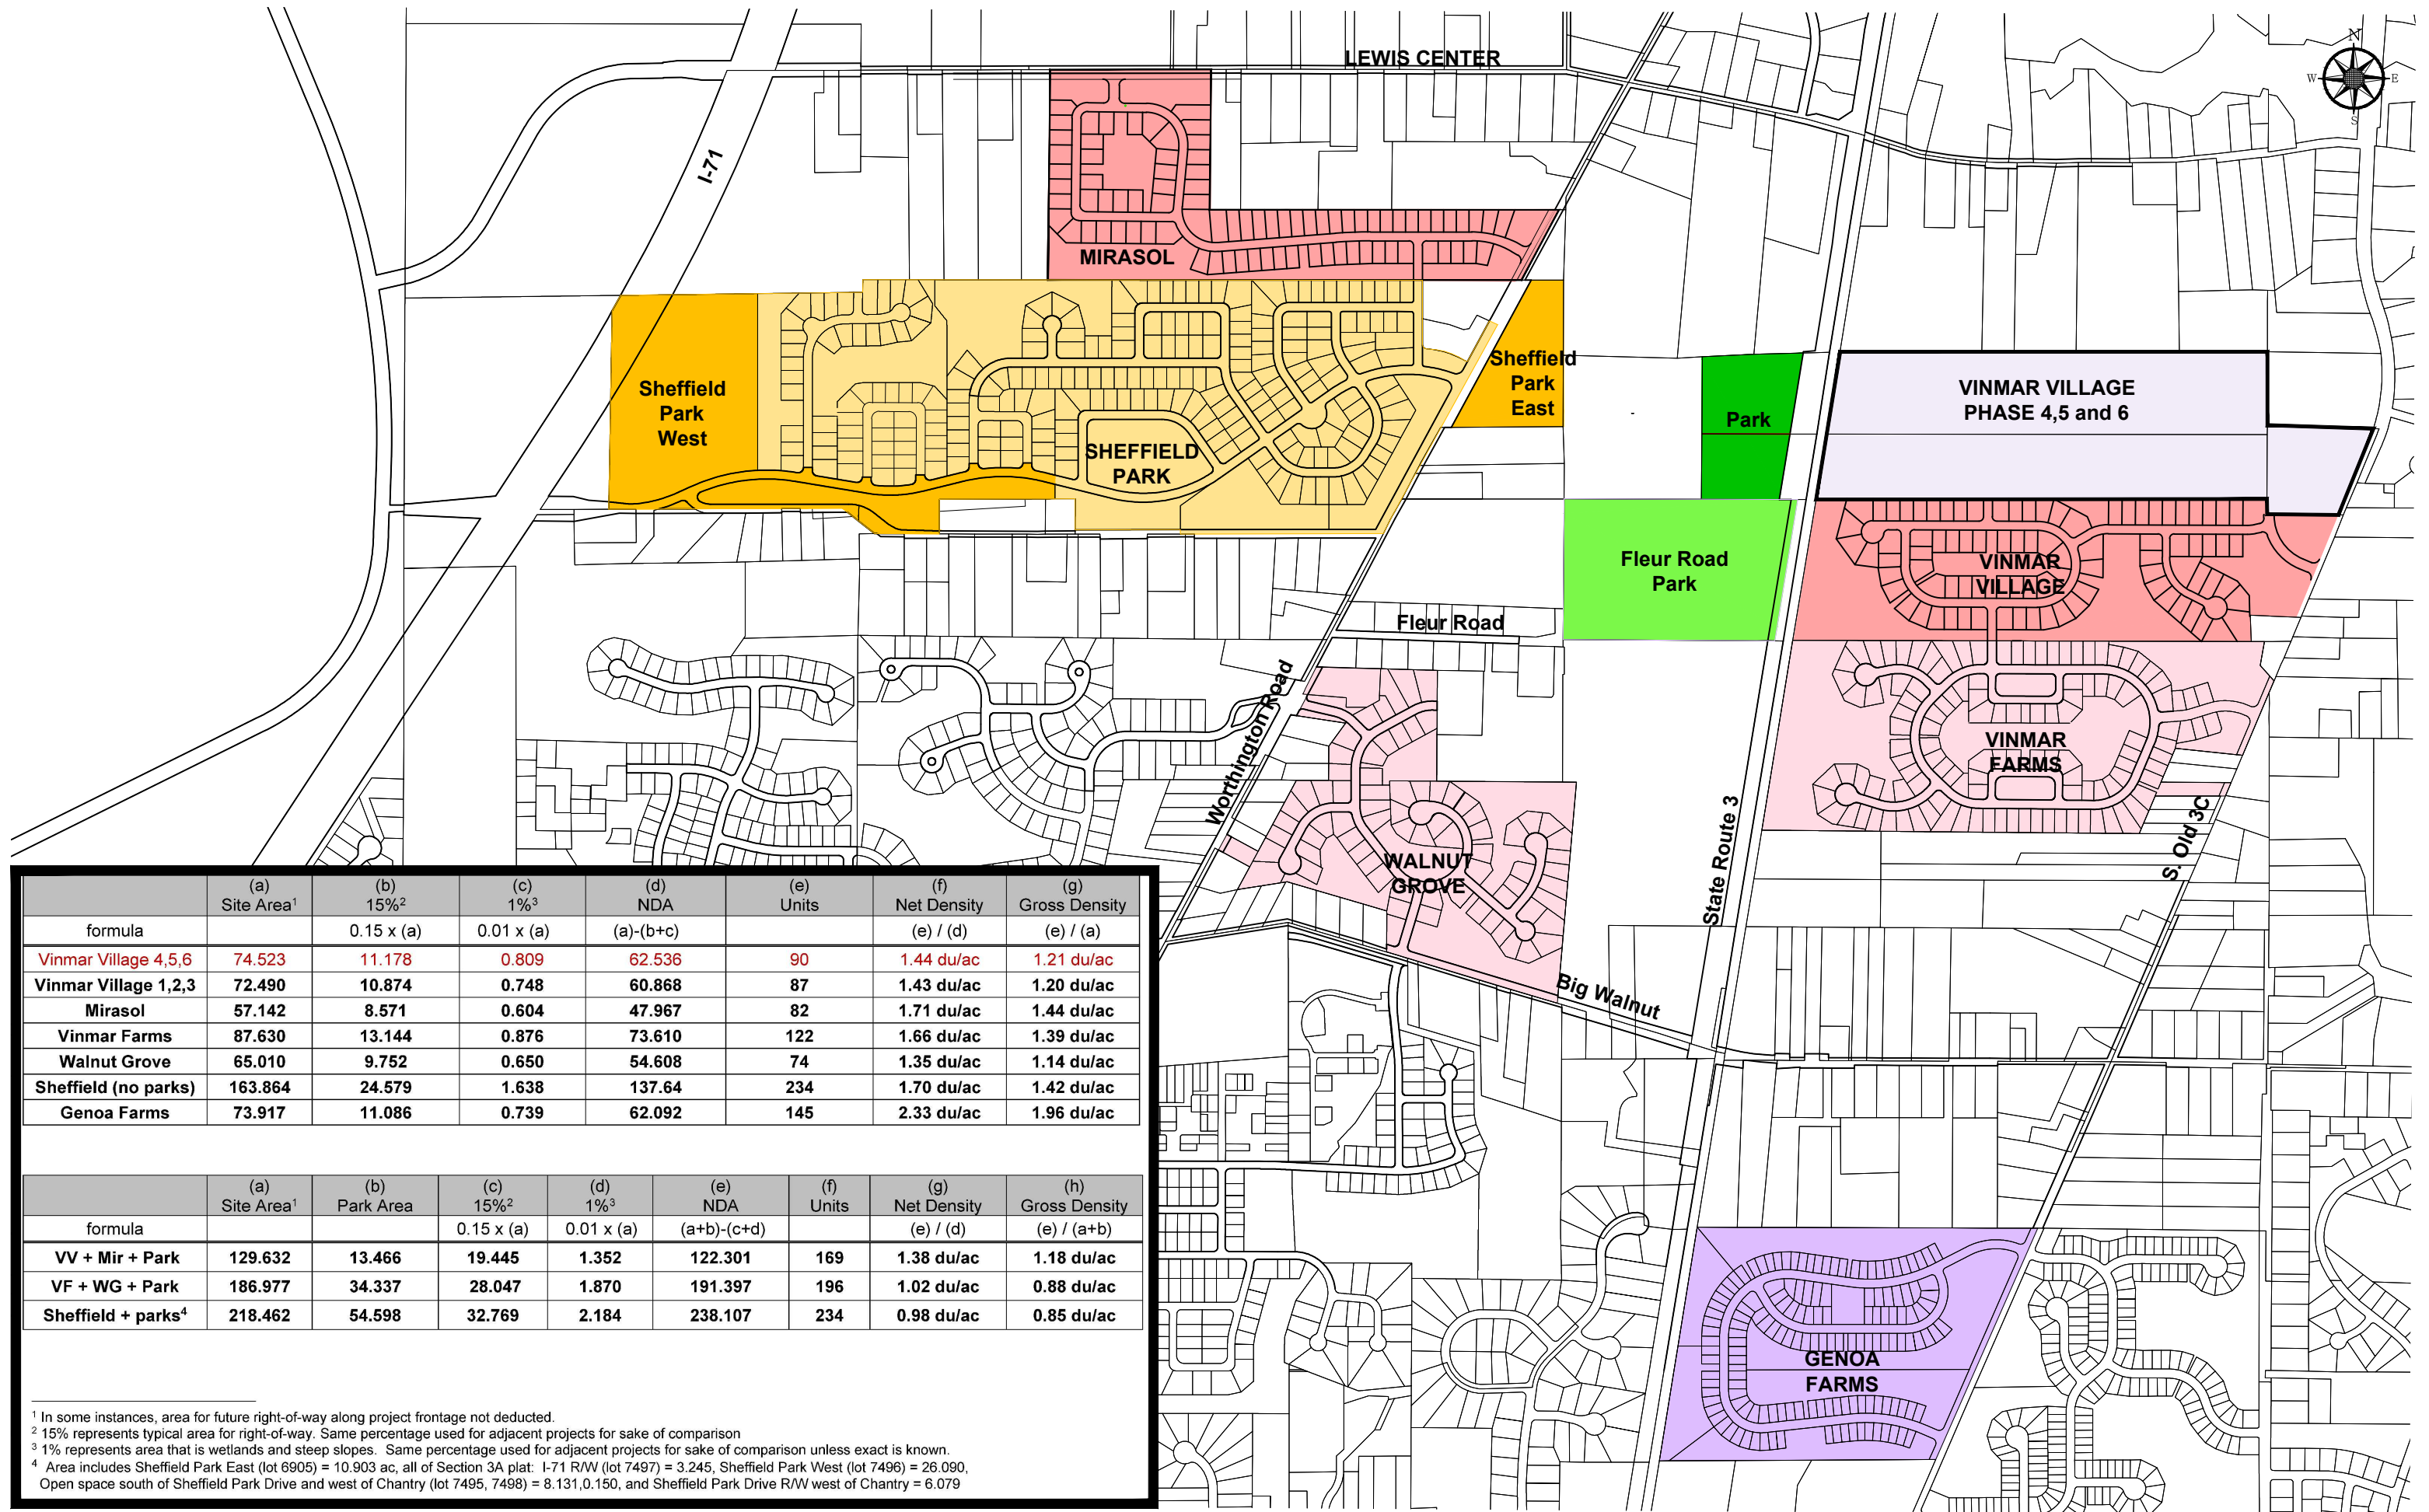 N
W E
S
LEWIS CENTER
I-71
MIRASOL
Sheffield
Park
West
SHEFFIELD
PARK
Sheffield
Park
East
Park
VINMAR VILLAGE
PHASE 4,5 and 6
Fleur Road
Park
VINMAR
VILLAGE
Fleur Road
Worthington Road
VINMAR
FARMS
WALNUT
GROVE
State Route 3
S. Old 3C
Big Walnut
GENOA
FARMS
(a) (b) (c) (d) (e) (f) (g)
Site Area¹ 15%² 1%³ NDA Units Net Density Gross Density
formula 0.15 x (a) 0.01 x (a) (a)-(b+c) (e) / (d) (e) / (a)
Vinmar Village 4,5,6 74.523 11.178 0.809 62.536 90 1.44 du/ac 1.21 du/ac
Vinmar Village 1,2,3 72.490 10.874 0.748 60.868 87 1.43 du/ac 1.20 du/ac
Mirasol 57.142 8.571 0.604 47.967 82 1.71 du/ac 1.44 du/ac
Vinmar Farms 87.630 13.144 0.876 73.610 122 1.66 du/ac 1.39 du/ac
Walnut Grove 65.010 9.752 0.650 54.608 74 1.35 du/ac 1.14 du/ac
Sheffield (no parks) 163.864 24.579 1.638 137.64 234 1.70 du/ac 1.42 du/ac
Genoa Farms 73.917 11.086 0.739 62.092 145 2.33 du/ac 1.96 du/ac
(a) (b) (c) (d) (e) (f) (g) (h)
Site Area¹ Park Area 15%² 1%³ NDA Units Net Density Gross Density
formula 0.15 x (a) 0.01 x (a) (a+b)-(c+d) (e) / (d) (e) / (a+b)
VV + Mir + Park 129.632 13.466 19.445 1.352 122.301 169 1.38 du/ac 1.18 du/ac
VF + WG + Park 186.977 34.337 28.047 1.870 191.397 196 1.02 du/ac 0.88 du/ac
Sheffield + parks⁴ 218.462 54.598 32.769 2.184 238.107 234 0.98 du/ac 0.85 du/ac
¹ In some instances, area for future right-of-way along project frontage not deducted.
² 15% represents typical area for right-of-way. Same percentage used for adjacent projects for sake of comparison
³ 1% represents area that is wetlands and steep slopes. Same percentage used for adjacent projects for sake of comparison unless exact is known.
⁴ Area includes Sheffield Park East (lot 6905) = 10.903 ac, all of Section 3A plat: I-71 R/W (lot 7497) = 3.245, Sheffield Park West (lot 7496) = 26.090,
Open space south of Sheffield Park Drive and west of Chantry (lot 7495, 7498) = 8.131,0.150, and Sheffield Park Drive R/W west of Chantry = 6.079